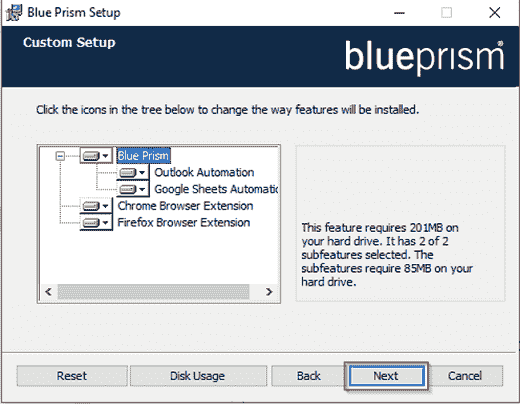 Blue Prism Setup
Custom Setup
blueprism®
Click the icons in the tree below to change the way features will be installed.
Blue Prism
Outlook Automation
Google Sheets Automatic
Chrome Browser Extension
Firefox Browser Extension
This feature requires 201MB on
your hard drive. It has 2 of 2
subfeatures selected. The
subfeatures require 85MB on your
hard drive.
Reset
Disk Usage
Back
Next
Cancel